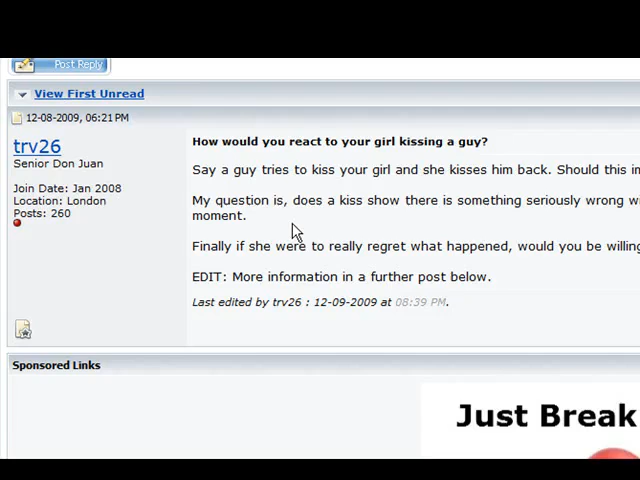 Post Reply
View First Unread
12-08-2009, 06:21 PM
trv26
Senior Don Juan
Join Date: Jan 2008
Location: London
Posts: 260
How would you react to your girl kissing a guy?
Say a guy tries to kiss your girl and she kisses him back. Should this im
My question is, does a kiss show there is something seriously wrong wi
moment.
Finally if she were to really regret what happened, would you be willing
EDIT: More information in a further post below.
Last edited by trv26 : 12-09-2009 at 08:39 PM.
Sponsored Links
Just Break